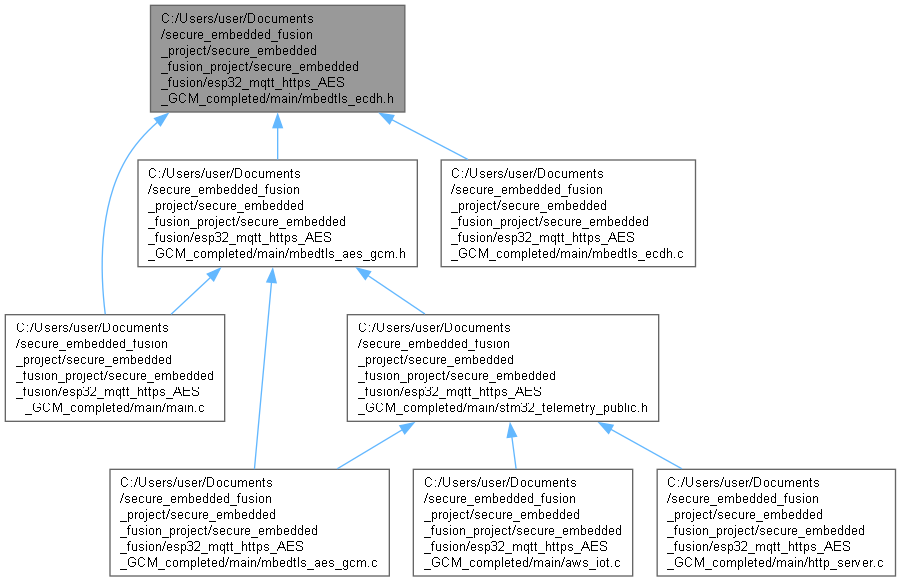 C:/Users/user/Documents
/secure_embedded_fusion
_project/secure_embedded
_fusion_project/secure_embedded
_fusion/esp32_mqtt_https_AES
_GCM_completed/main/mbedtls_ecdh.h
C:/Users/user/Documents
/secure_embedded_fusion
_project/secure_embedded
_fusion_project/secure_embedded
_fusion/esp32_mqtt_https_AES
_GCM_completed/main/mbedtls_aes_gcm.h
C:/Users/user/Documents
/secure_embedded_fusion
_project/secure_embedded
_fusion_project/secure_embedded
_fusion/esp32_mqtt_https_AES
_GCM_completed/main/mbedtls_ecdh.c
C:/Users/user/Documents
/secure_embedded_fusion
_project/secure_embedded
_fusion_project/secure_embedded
_fusion/esp32_mqtt_https_AES
_GCM_completed/main/main.c
C:/Users/user/Documents
/secure_embedded_fusion
_project/secure_embedded
_fusion_project/secure_embedded
_fusion/esp32_mqtt_https_AES
_GCM_completed/main/stm32_telemetry_public.h
C:/Users/user/Documents
/secure_embedded_fusion
_project/secure_embedded
_fusion_project/secure_embedded
_fusion/esp32_mqtt_https_AES
_GCM_completed/main/mbedtls_aes_gcm.c
C:/Users/user/Documents
/secure_embedded_fusion
_project/secure_embedded
_fusion_project/secure_embedded
_fusion/esp32_mqtt_https_AES
_GCM_completed/main/aws_iot.c
C:/Users/user/Documents
/secure_embedded_fusion
_project/secure_embedded
_fusion_project/secure_embedded
_fusion/esp32_mqtt_https_AES
_GCM_completed/main/http_server.c